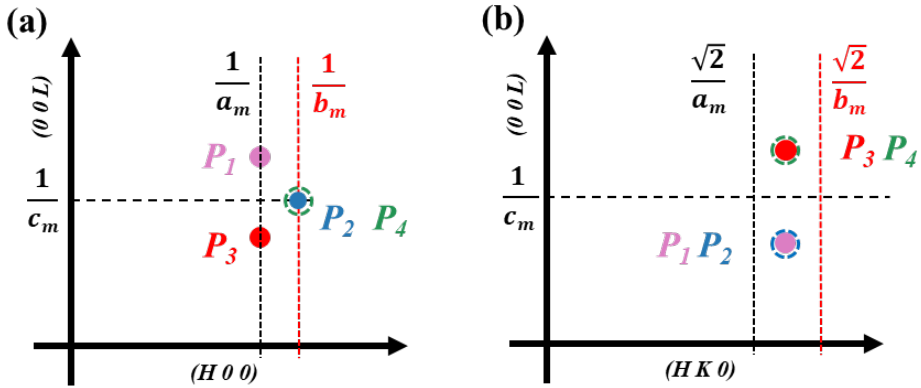 (a)
(0 0 L)
1/a_m
1/b_m
P_1
1/c_m
P_2 P_4
P_3
(H 0 0)
(b)
(0 0 L)
√2/a_m
√2/b_m
P_3 P_4
1/c_m
P_1 P_2
(H K 0)